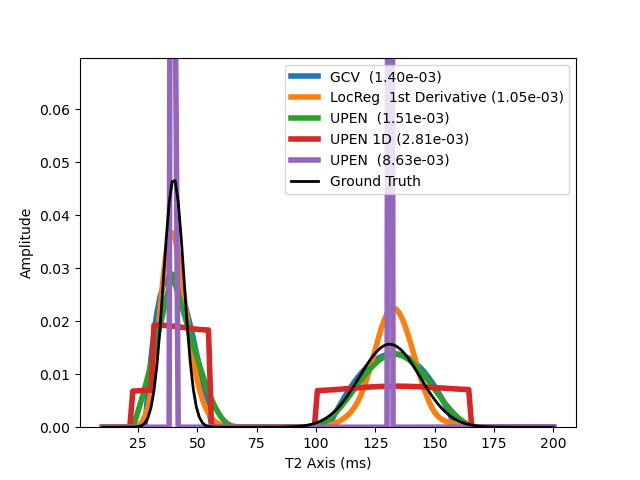 GCV  (1.40e-03)
LocReg  1st Derivative (1.05e-03)
UPEN  (1.51e-03)
UPEN 1D (2.81e-03)
UPEN  (8.63e-03)
Ground Truth
0.06
0.05
0.04
0.03
0.02
0.01
0.00
Amplitude
25 50 75 100 125 150 175 200
T2 Axis (ms)